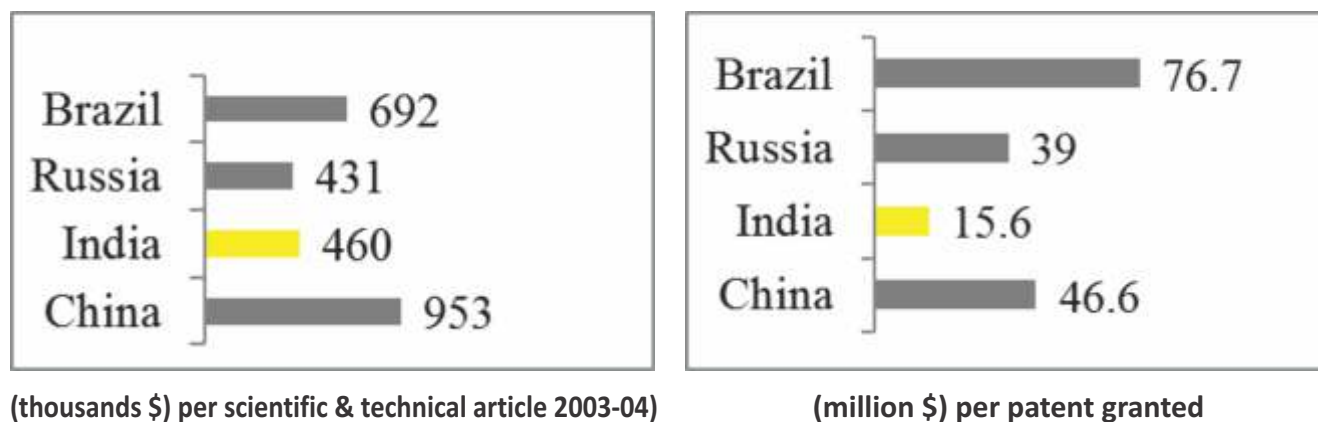 Brazil 692
Russia 431
India 460
China 953
(thousands $) per scientific & technical article 2003-04)
Brazil 76.7
Russia 39
India 15.6
China 46.6
(million $) per patent granted